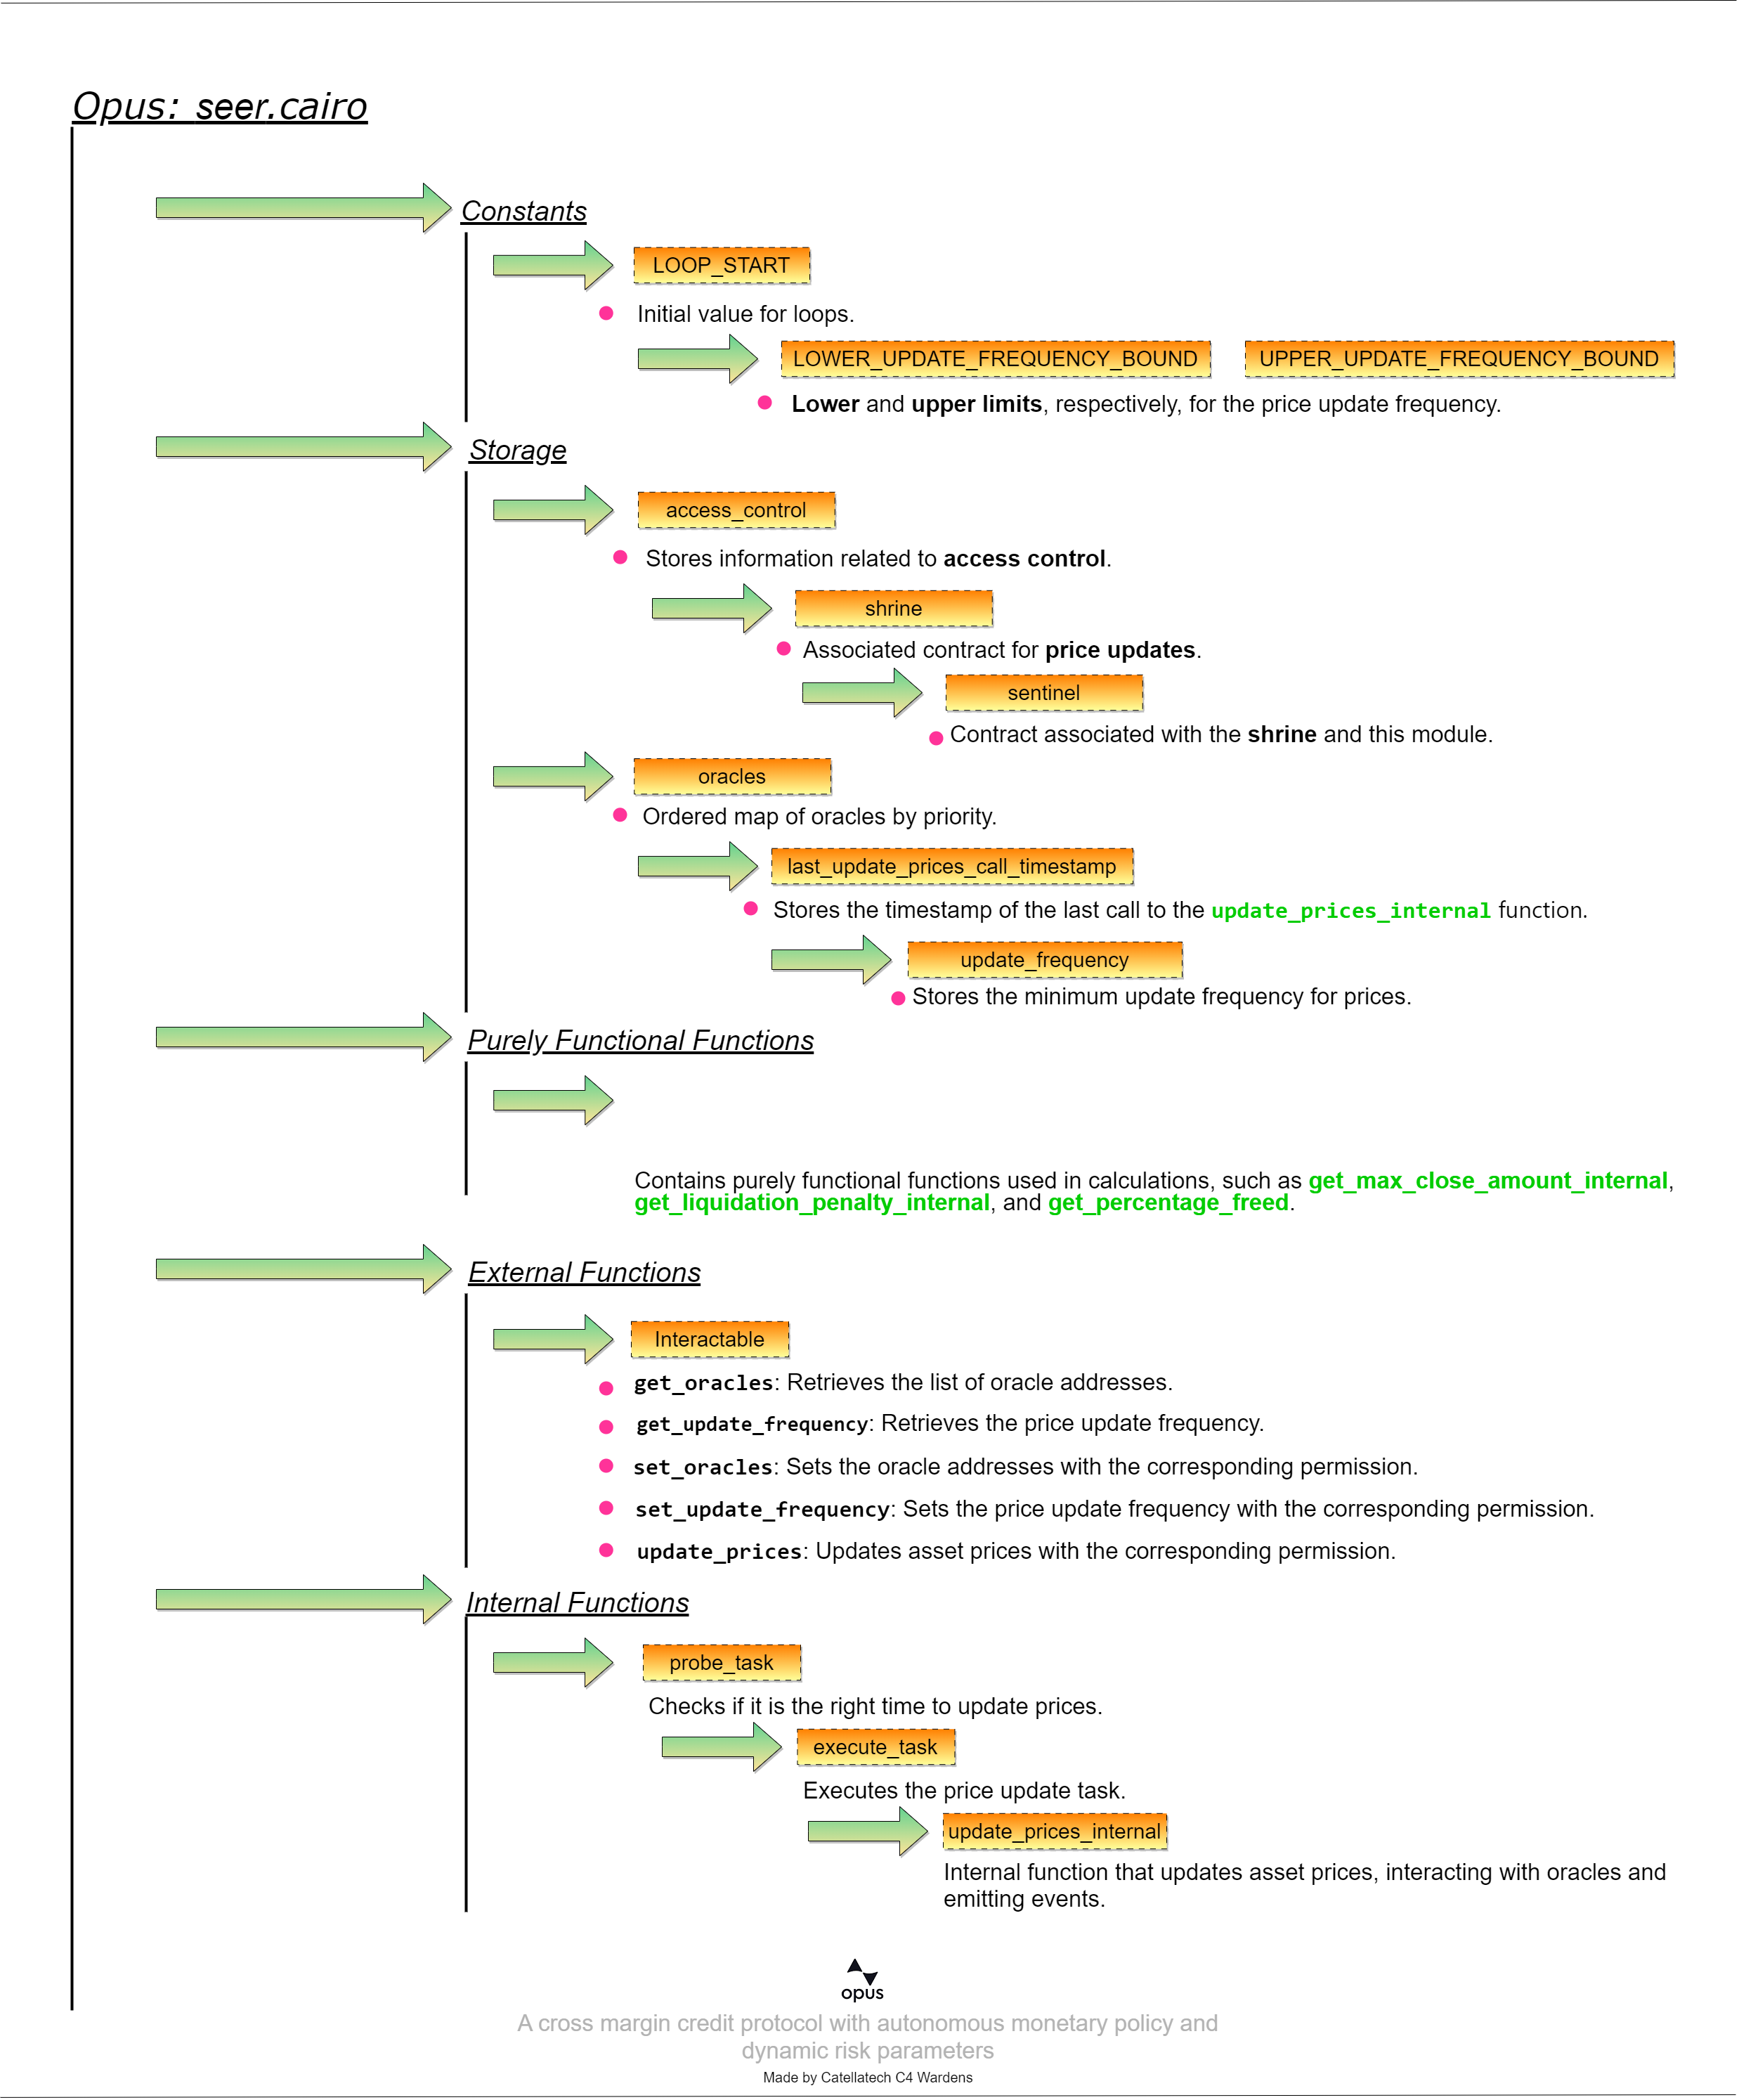 Opus: seer.cairo
Constants
LOOP_START
Initial value for loops.
LOWER_UPDATE_FREQUENCY_BOUND UPPER_UPDATE_FREQUENCY_BOUND
Lower and upper limits, respectively, for the price update frequency.
Storage
access_control
Stores information related to access control.
shrine
Associated contract for price updates.
sentinel
Contract associated with the shrine and this module.
oracles
Ordered map of oracles by priority.
last_update_prices_call_timestamp
Stores the timestamp of the last call to the update_prices_internal function.
update_frequency
Stores the minimum update frequency for prices.
Purely Functional Functions
Contains purely functional functions used in calculations, such as get_max_close_amount_internal,
get_liquidation_penalty_internal, and get_percentage_freed.
External Functions
Interactable
get_oracles: Retrieves the list of oracle addresses.
get_update_frequency: Retrieves the price update frequency.
set_oracles: Sets the oracle addresses with the corresponding permission.
set_update_frequency: Sets the price update frequency with the corresponding permission.
update_prices: Updates asset prices with the corresponding permission.
Internal Functions
probe_task
Checks if it is the right time to update prices.
execute_task
Executes the price update task.
update_prices_internal
Internal function that updates asset prices, interacting with oracles and
emitting events.
opus
A cross margin credit protocol with autonomous monetary policy and
dynamic risk parameters
Made by Catellatech C4 Wardens